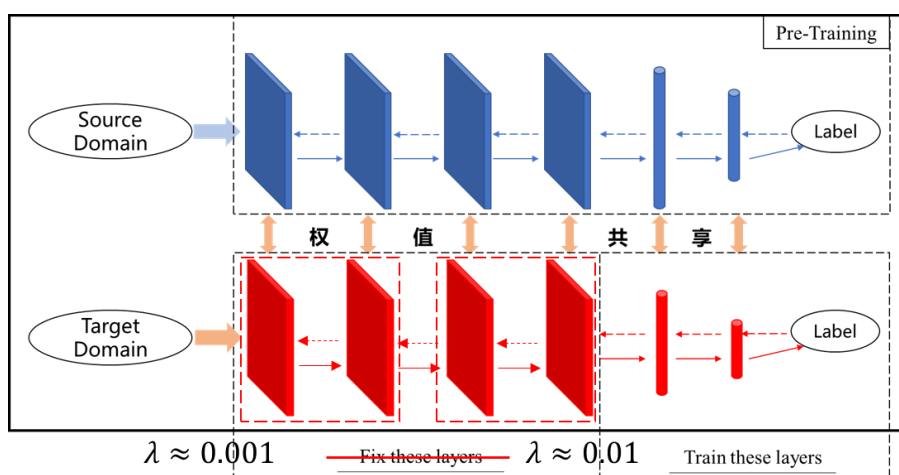 Pre-Training
Source
Domain
Label
权 值 共 享
Target
Domain
Label
λ ≈ 0.001
Fix these layers
λ ≈ 0.01
Train these layers